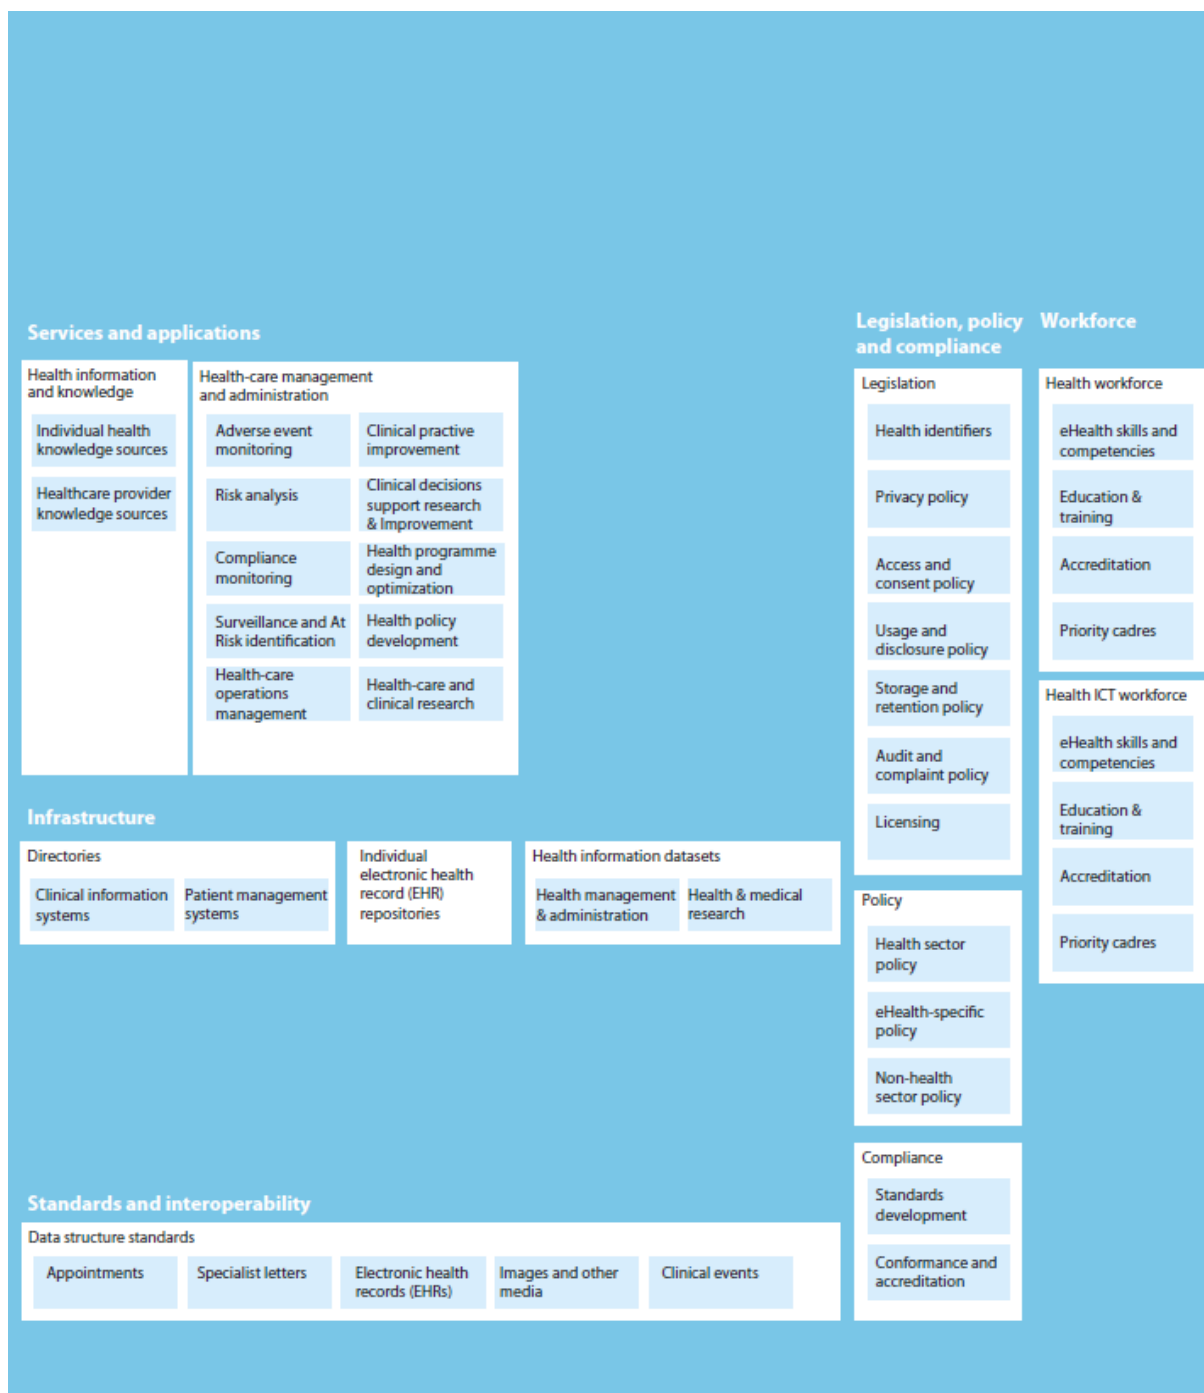 Services and applications
Health information
and knowledge
Individual health
knowledge sources
Healthcare provider
knowledge sources
Health-care management
and administration
Adverse event
monitoring
Clinical practive
improvement
Risk analysis
Clinical decisions
support research
& Improvement
Compliance
monitoring
Health programme
design and
optimization
Surveillance and At
Risk identification
Health policy
development
Health-care
operations
management
Health-care and
clinical research
Infrastructure
Directories
Clinical information
systems
Patient management
systems
Individual
electronic health
record (EHR)
repositories
Health information datasets
Health management
& administration
Health & medical
research
Standards and interoperability
Data structure standards
Appointments
Specialist letters
Electronic health
records (EHRs)
Images and other
media
Clinical events
Legislation, policy
and compliance
Legislation
Health identifiers
Privacy policy
Access and
consent policy
Usage and
disclosure policy
Storage and
retention policy
Audit and
complaint policy
Licensing
Policy
Health sector
policy
eHealth-specific
policy
Non-health
sector policy
Compliance
Standards
development
Conformance and
accreditation
Workforce
Health workforce
eHealth skills and
competencies
Education &
training
Accreditation
Priority cadres
Health ICT workforce
eHealth skills and
competencies
Education &
training
Accreditation
Priority cadres